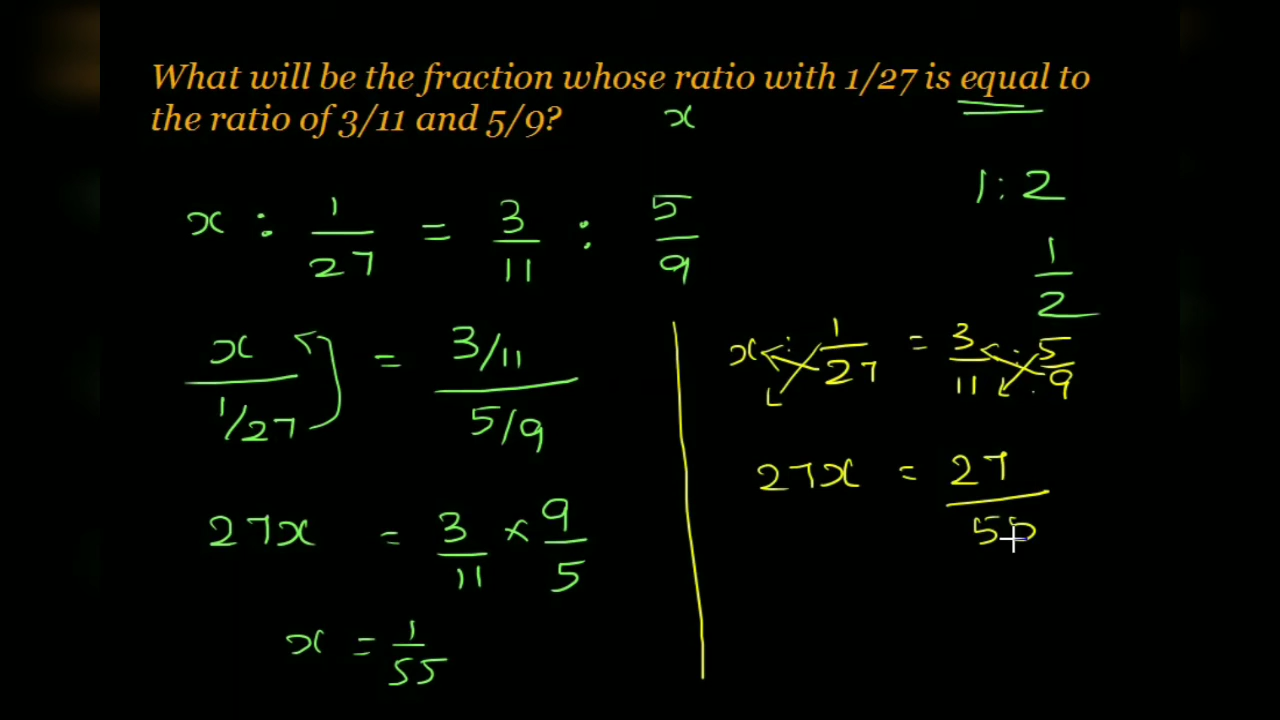 What will be the fraction whose ratio with 1/27 is equal to
the ratio of 3/11 and 5/9?
x
1:2
x : 1/27 = 3/11 : 5/9
1/2
x / 1/27 = 3/11 / 5/9
x : 1/27 = 3/11 : 5/9
27x = 27/55
27x = 3/11 × 9/5
x = 1/55